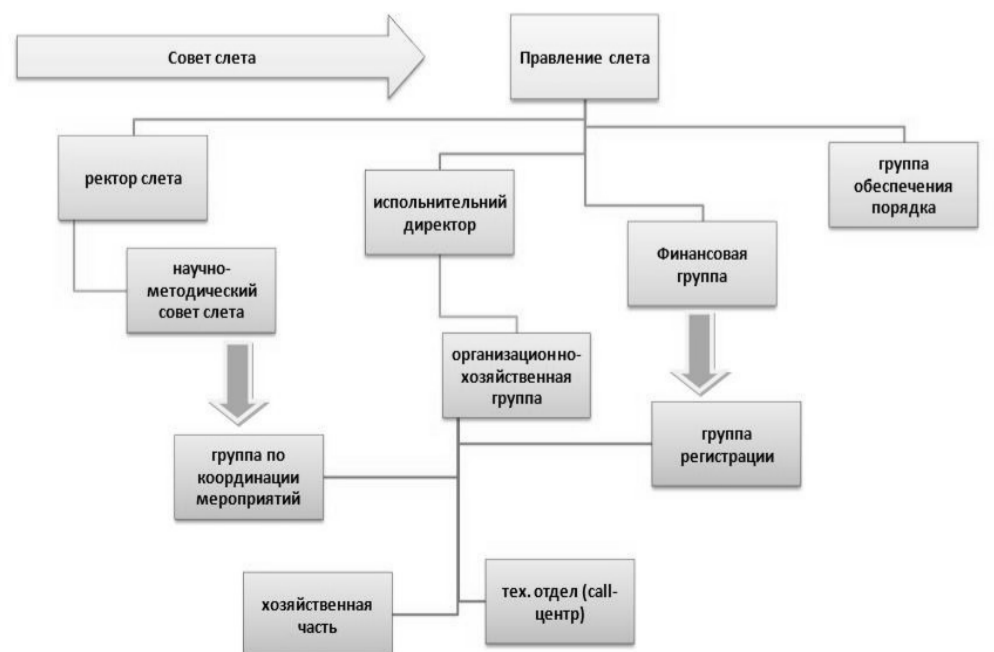 Совет слета
Правление слета
ректор слета
испольнительний
директор
группа
обеспечения
порядка
научно-
методический
совет слета
Финансовая
группа
организационно-
хозяйственная
группа
группа по
координации
мероприятий
группа
регистрации
хозяйственная
часть
тех. отдел (call-
центр)